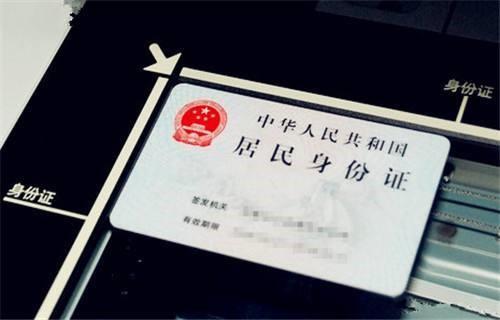 身份证
中华人民共和国
居民身份证
身份证
签发机关
有效期限